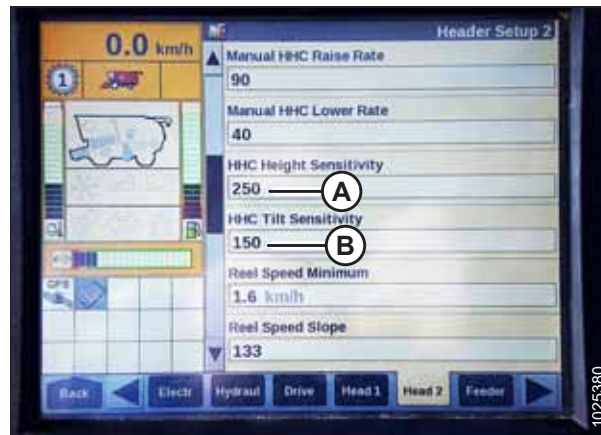 0.0 km/h
Header Setup 2
1
Manual HHC Raise Rate
90
Manual HHC Lower Rate
40
HHC Height Sensitivity
250
A
HHC Tilt Sensitivity
150
B
Reel Speed Minimum
1.6 km/h
Reel Speed Slope
133
GPS
Back
Electr
Hydraul
Drive
Head 1
Head 2
Feeder
1025380